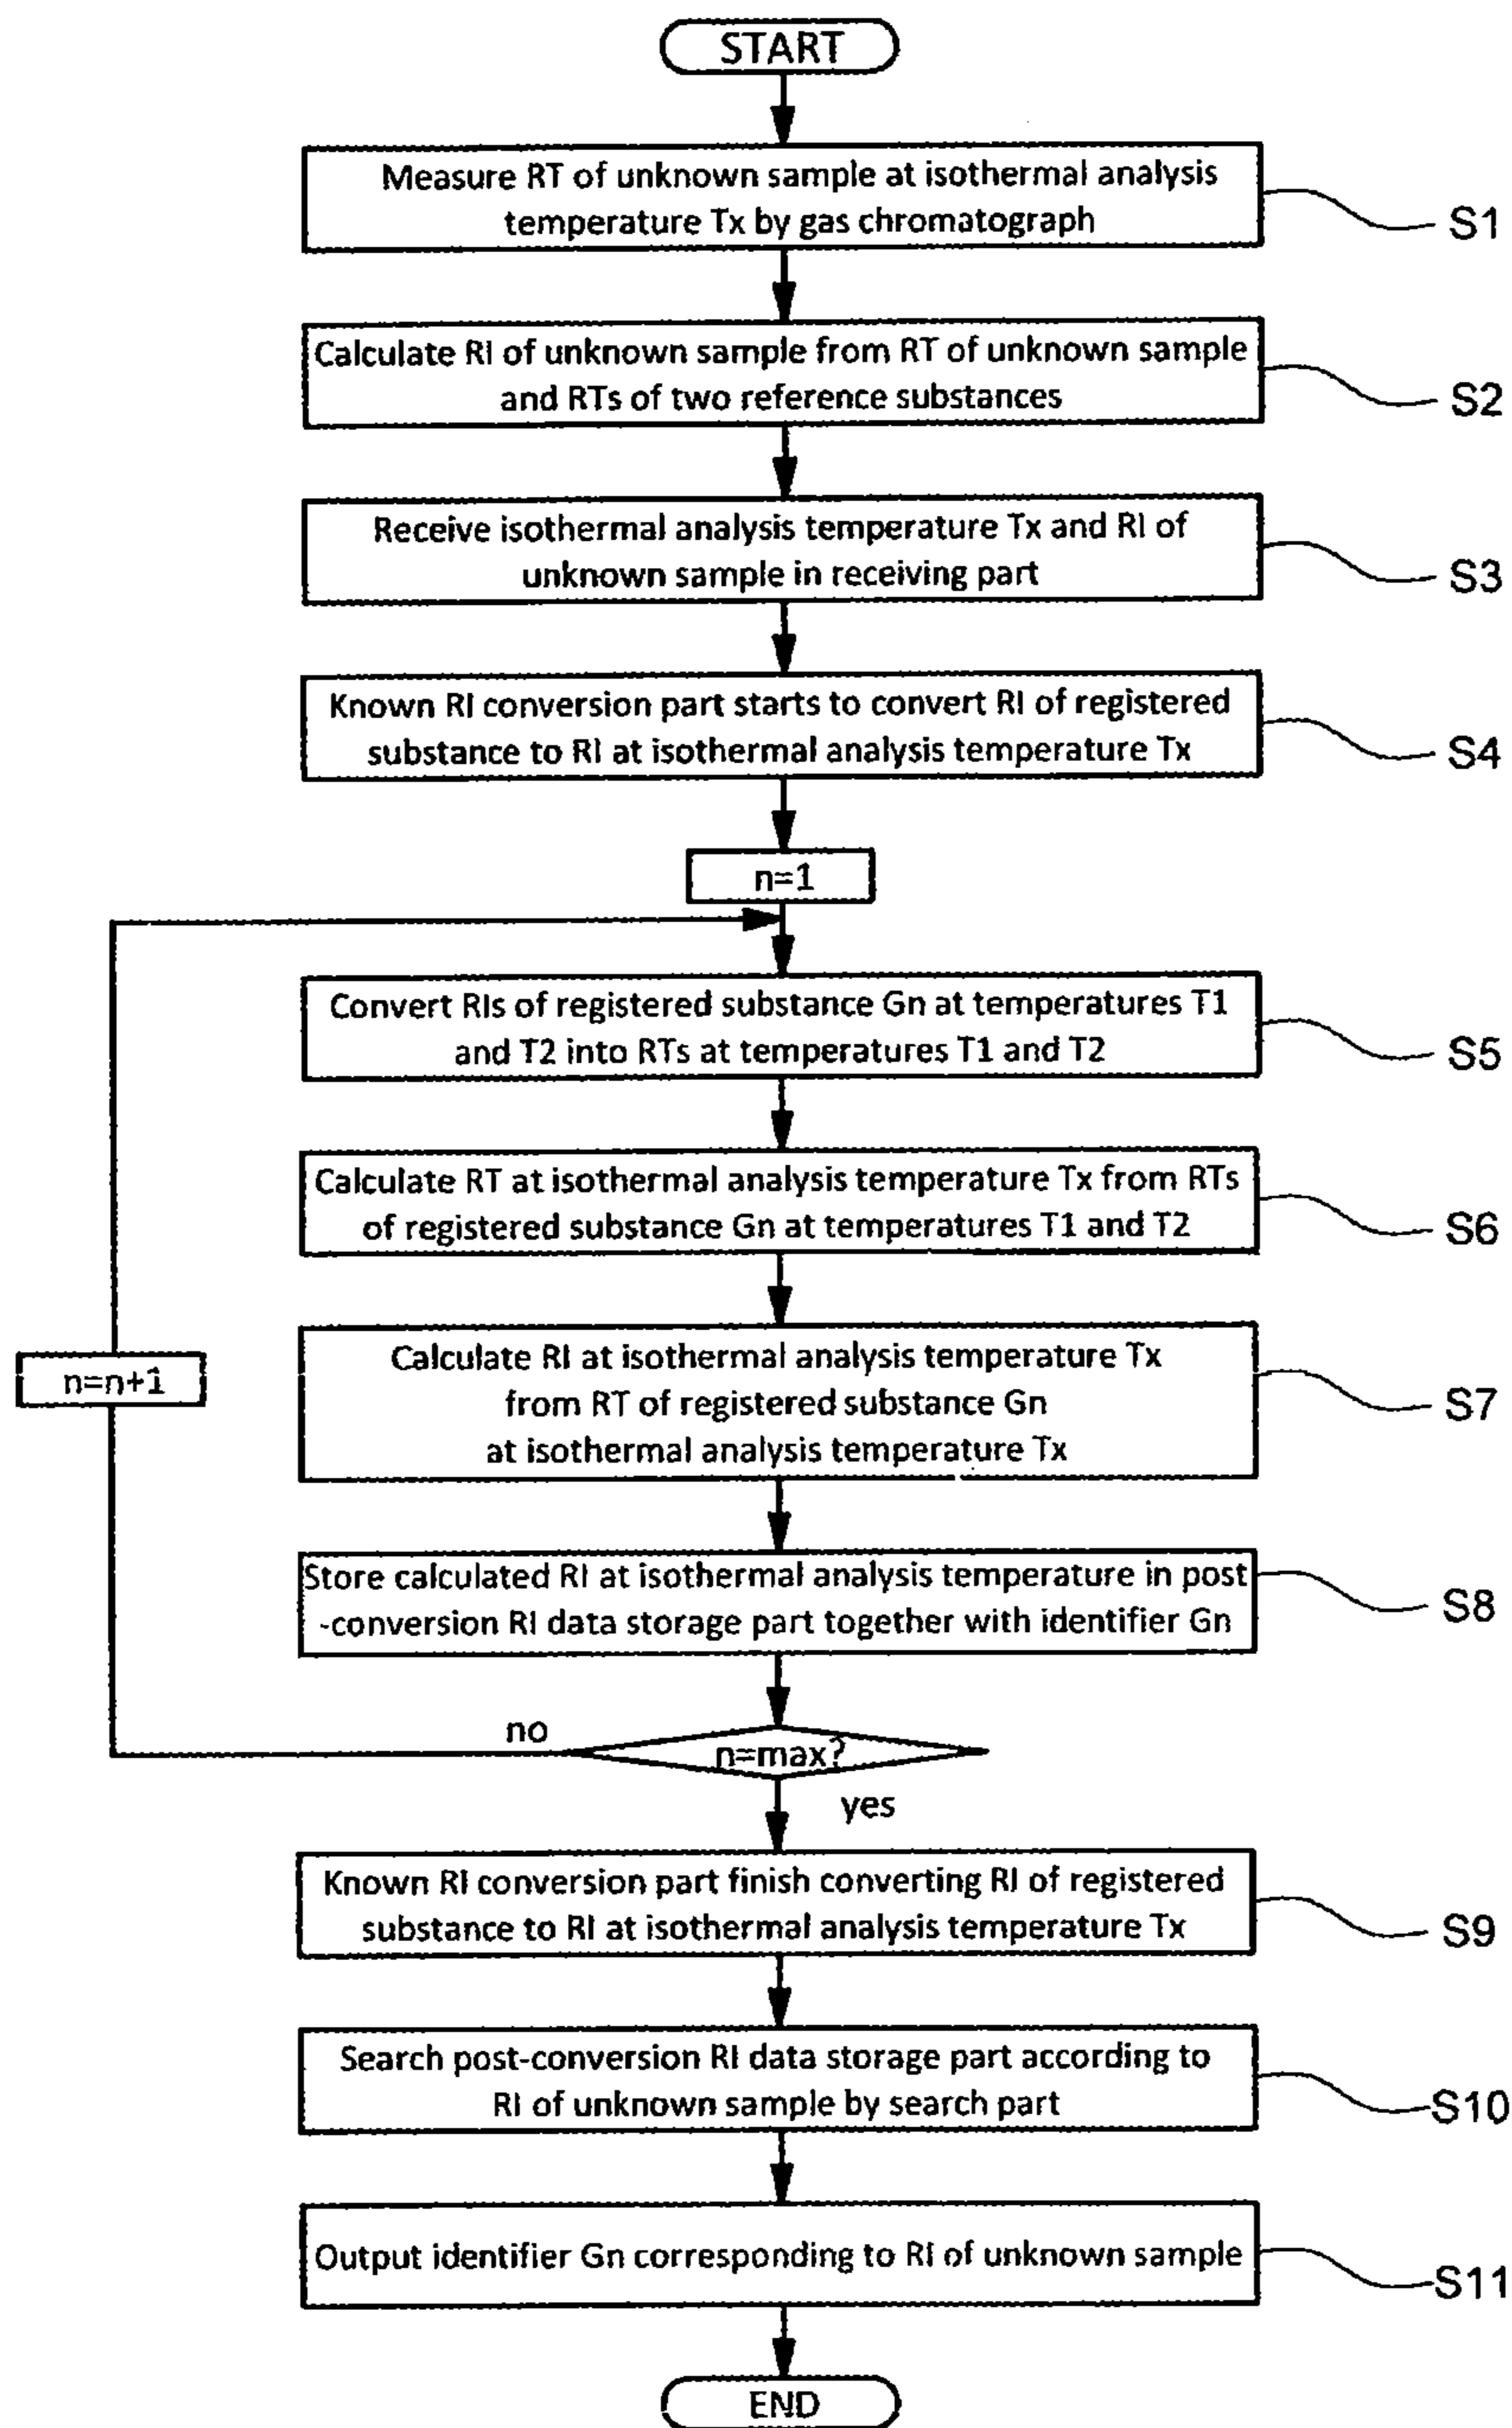 START
Measure RT of unknown sample at isothermal analysis
temperature Tx by gas chromatograph
S1
Calculate RI of unknown sample from RT of unknown sample
and RTs of two reference substances
S2
Receive isothermal analysis temperature Tx and RI of
unknown sample in receiving part
S3
Known RI conversion part starts to convert RI of registered
substance to RI at isothermal analysis temperature Tx
S4
n=1
Convert RIs of registered substance Gn at temperatures T1
and T2 into RTs at temperatures T1 and T2
S5
Calculate RT at isothermal analysis temperature Tx from RTs
of registered substance Gn at temperatures T1 and T2
S6
Calculate RI at isothermal analysis temperature Tx
from RT of registered substance Gn
at isothermal analysis temperature Tx
S7
n=n+1
Store calculated RI at isothermal analysis temperature in post
-conversion RI data storage part together with identifier Gn
S8
no
n=max?
yes
Known RI conversion part finish converting RI of registered
substance to RI at isothermal analysis temperature Tx
S9
Search post-conversion RI data storage part according to
RI of unknown sample by search part
S10
Output identifier Gn corresponding to RI of unknown sample
S11
END